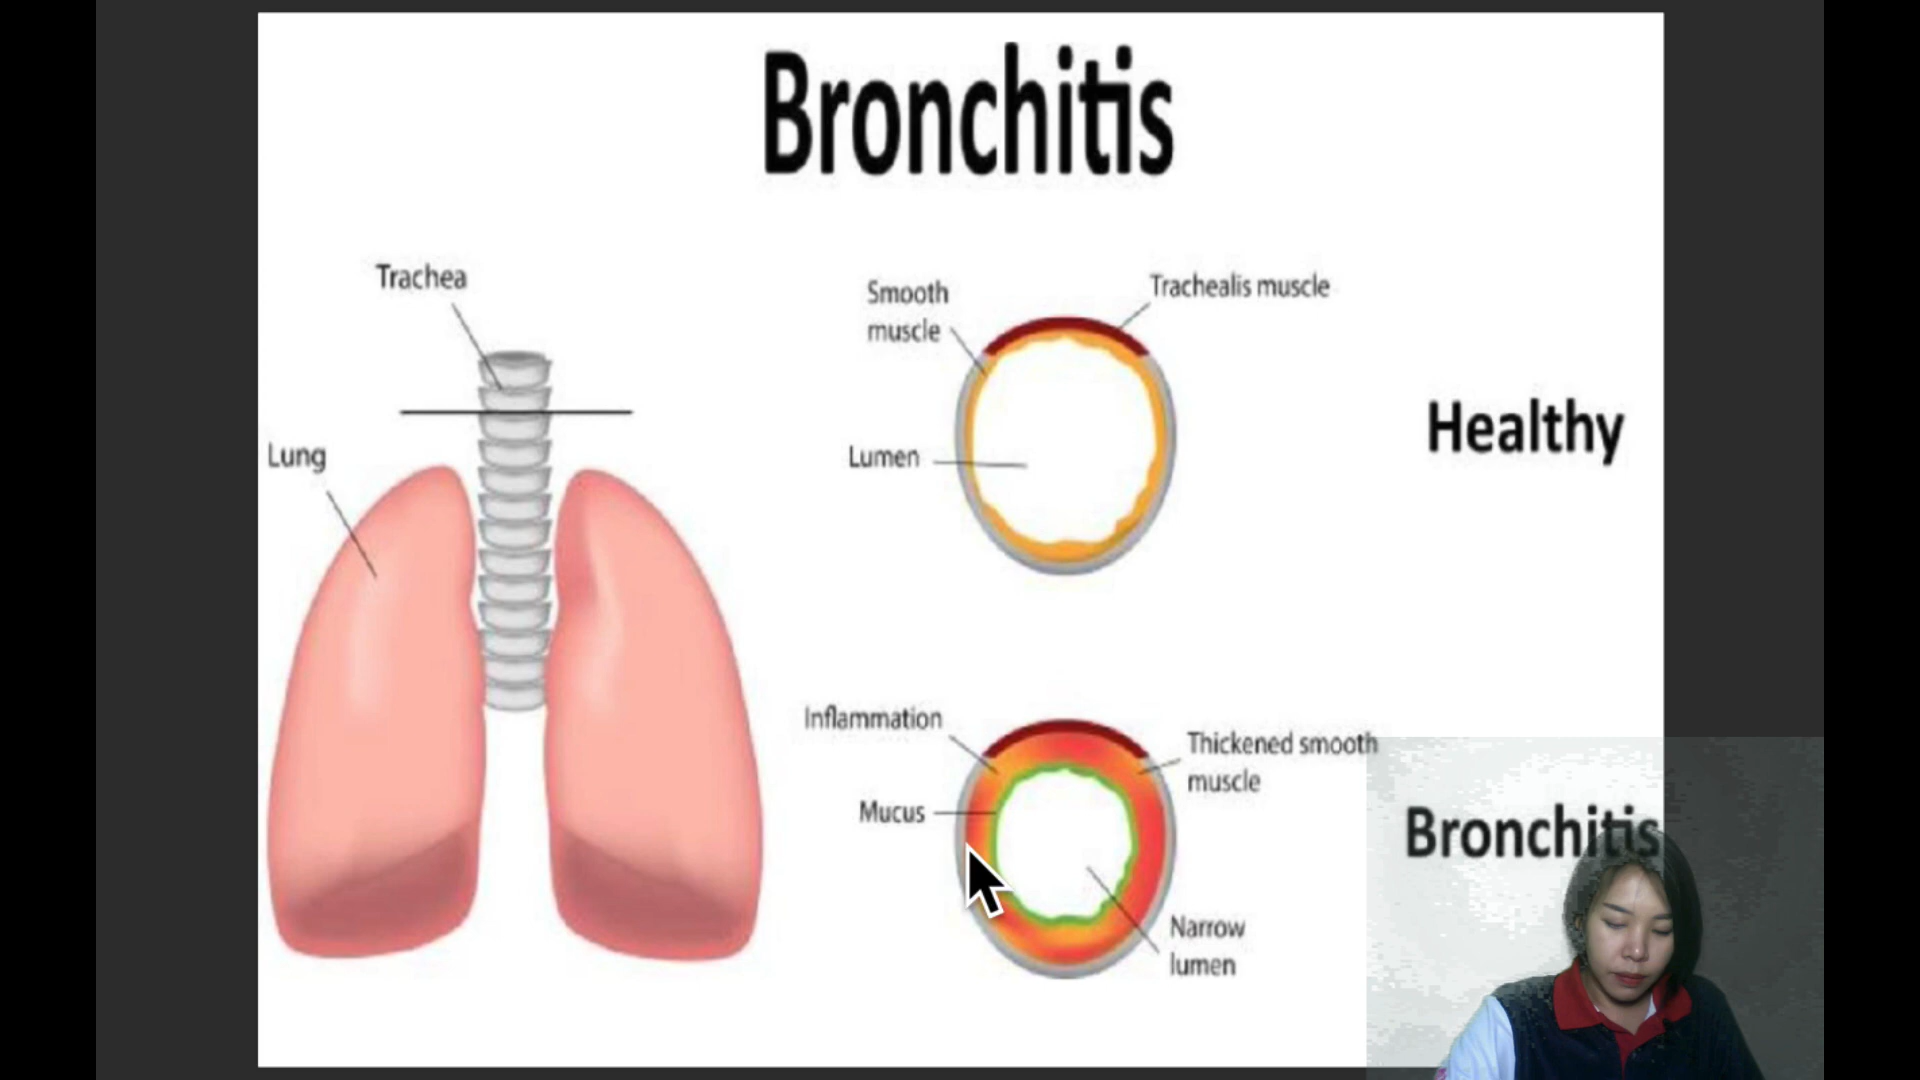 Bronchitis
Trachea
Lung
Smooth
muscle
Trachealis muscle
Lumen
Healthy
Inflammation
Mucus
Thickened smooth
muscle
Narrow
lumen
Bronchitis